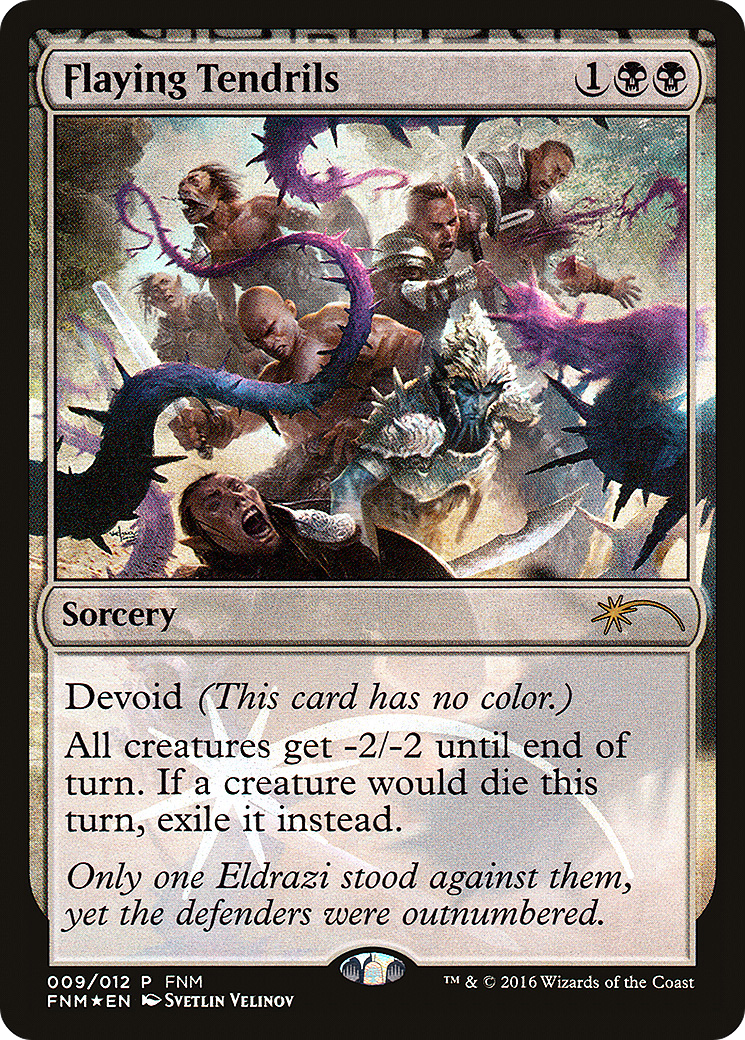 Flaying Tendrils 1
Sorcery
Devoid (This card has no color.)
All creatures get -2/-2 until end of
turn. If a creature would die this
turn, exile it instead.
Only one Eldrazi stood against them,
yet the defenders were outnumbered.
009/012 P FNM
FNM★EN Svetlin Velinov
™ & © 2016 Wizards of the Coast